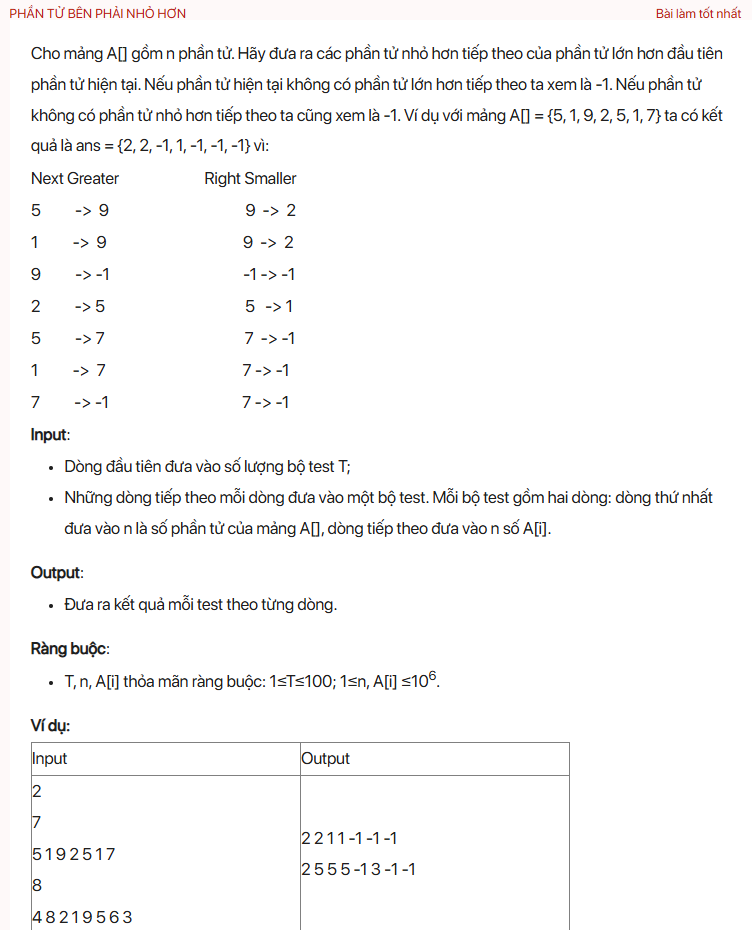 PHẦN TỬ BÊN PHẢI NHỎ HƠN
Bài làm tốt nhất
Cho mảng A[] gồm n phần tử. Hãy đưa ra các phần tử nhỏ hơn tiếp theo của phần tử lớn hơn đầu tiên
phần tử hiện tại. Nếu phần tử hiện tại không có phần tử lớn hơn tiếp theo ta xem là -1. Nếu phần tử
không có phần tử nhỏ hơn tiếp theo ta cũng xem là -1. Ví dụ với mảng A[] = {5, 1, 9, 2, 5, 1, 7} ta có kết
quả là ans = {2, 2, -1, 1, -1, -1, -1} vì:
Next Greater Right Smaller
5 -> 9 9 -> 2
1 -> 9 9 -> 2
9 -> -1 -1 -> -1
2 -> 5 5 -> 1
5 -> 7 7 -> -1
1 -> 7 7 -> -1
7 -> -1 7 -> -1
Input:
• Dòng đầu tiên đưa vào số lượng bộ test T;
• Những dòng tiếp theo mỗi dòng đưa vào một bộ test. Mỗi bộ test gồm hai dòng: dòng thứ nhất
đưa vào n là số phần tử của mảng A[], dòng tiếp theo đưa vào n số A[i].
Output:
• Đưa ra kết quả mỗi test theo từng dòng.
Ràng buộc:
• T, n, A[i] thỏa mãn ràng buộc: 1≤T≤100; 1≤n, A[i] ≤10⁶.
Ví dụ:
Input Output
2
7
5 1 9 2 5 1 7
8
4 8 2 1 9 5 6 3
2 2 1 1 -1 -1 -1
2 5 5 5 -1 3 -1 -1